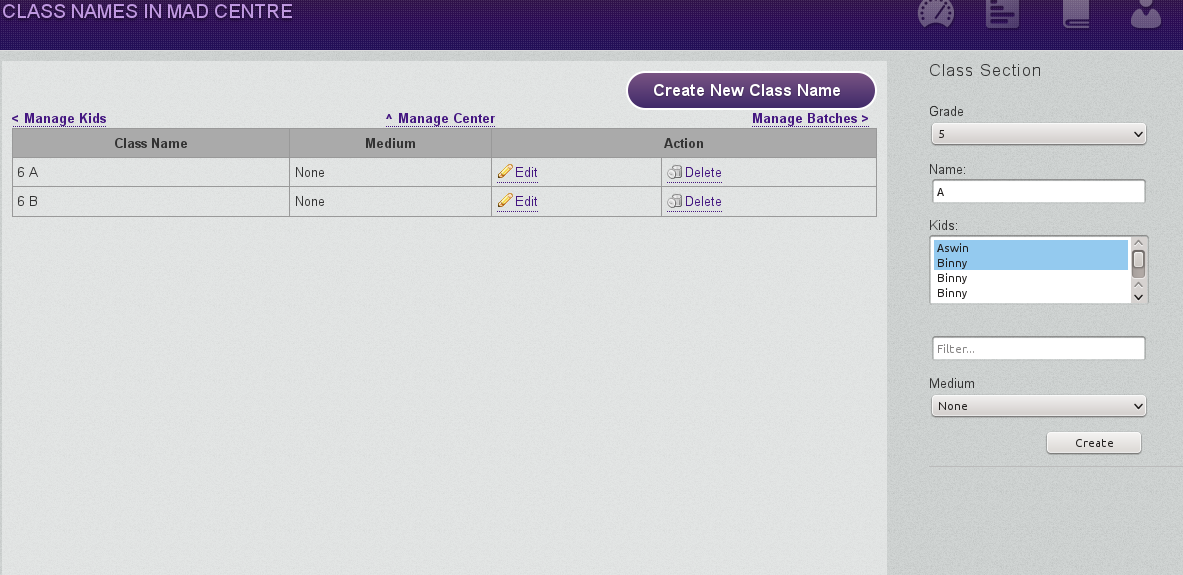 CLASS NAMES IN MAD CENTRE
Create New Class Name
< Manage Kids ^ Manage Center Manage Batches >
Class Name Medium Action
6 A None Edit Delete
6 B None Edit Delete
Class Section
Grade
5
Name:
A
Kids:
Aswin
Binny
Binny
Binny
Filter...
Medium
None
Create